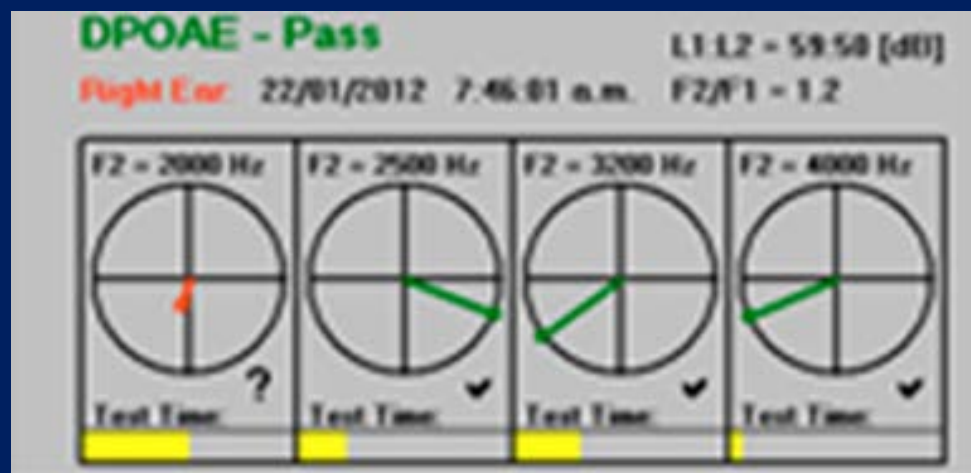 DPOAE - Pass
L1:L2 = 59:50 [dB]
Right Ear: 22/01/2012 7:46:01 a.m. F2/F1 = 1.2
F2 = 2000 Hz
F2 = 2500 Hz
F2 = 3200 Hz
F2 = 4000 Hz
?
Test Time:
Test Time:
Test Time:
Test Time: